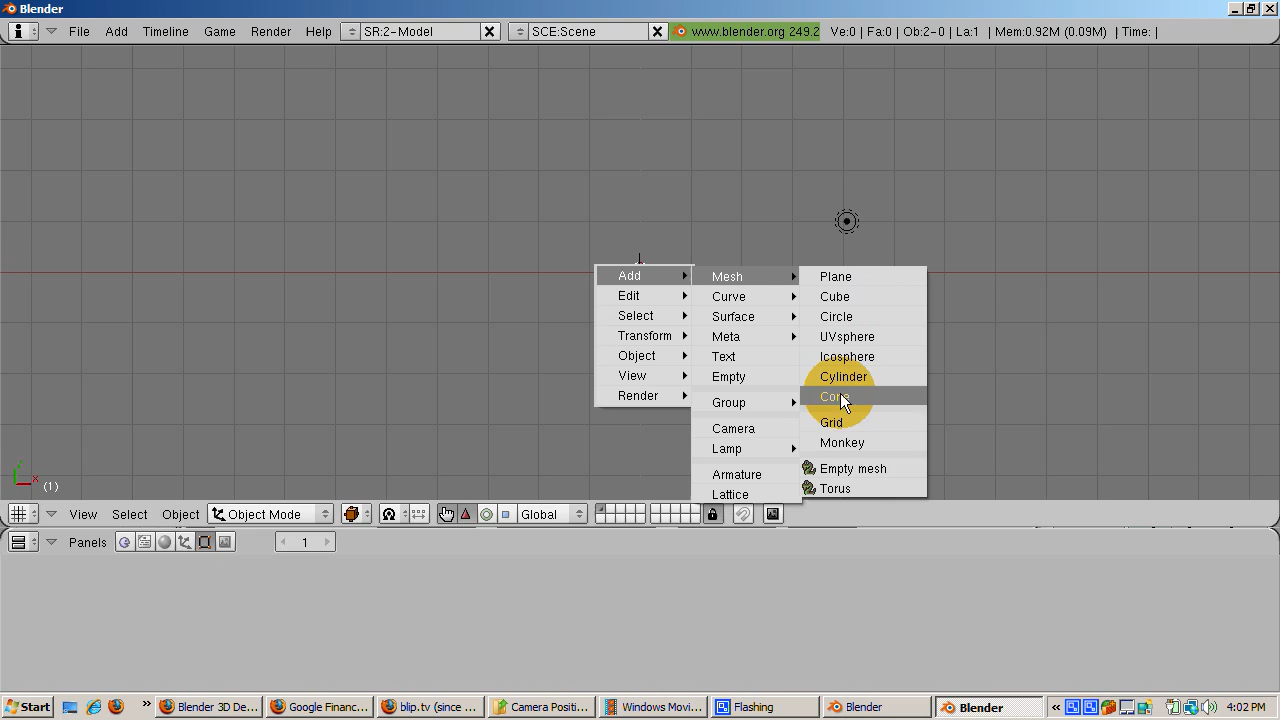 Blender
File Add Timeline Game Render Help SR:2-Model SCE:Scene www.blender.org 249.2 Ve:0 | Fa:0 | Ob:2-0 | La:1 | Mem:0.92M (0.09M) | Time: |
Add
Edit
Select
Transform
Object
View
Render
Mesh
Curve
Surface
Meta
Text
Empty
Group
Camera
Lamp
Armature
Lattice
Plane
Cube
Circle
UVsphere
Icosphere
Cylinder
Cone
Grid
Monkey
Empty mesh
Torus
x
(1)
View Select Object Object Mode Global
Panels 1
Start Blender 3D De... Google Financ... blip.tv (since ... Camera Positi... Windows Movi... Flashing Blender Blender 4:02 PM